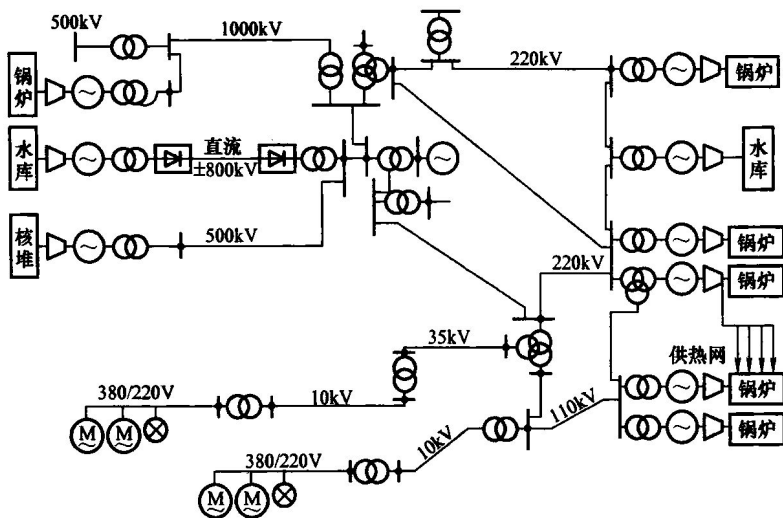 500kV
1000kV
220kV
锅炉
锅炉
水库
直流
±800kV
水库
核堆
500kV
锅炉
220kV
锅炉
35kV
供热网
380/220V
10kV
锅炉
M
~
M
~
110kV
10kV
锅炉
380/220V
M
~
M
~
~
~
~
~
~
~
~
~
~
~